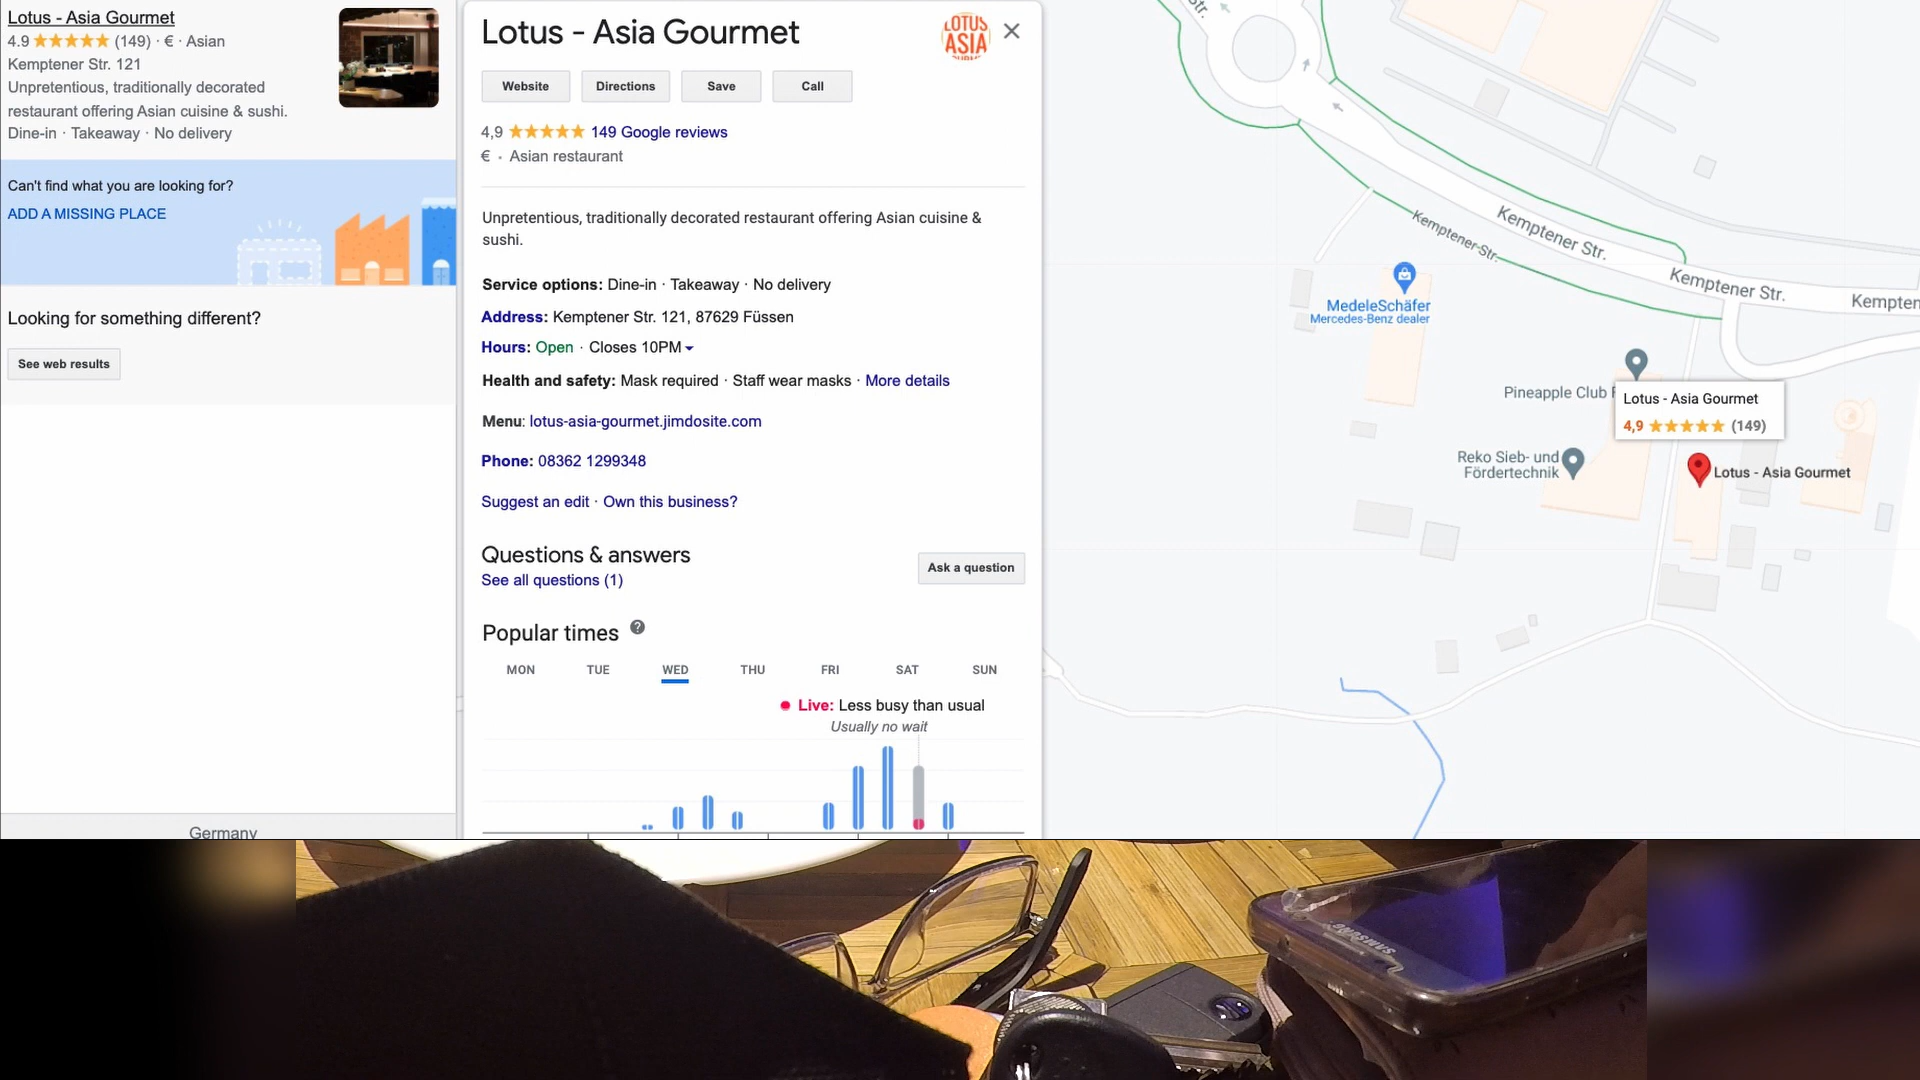 Lotus - Asia Gourmet
4.9 (149) · € · Asian
Kemptener Str. 121
Unpretentious, traditionally decorated
restaurant offering Asian cuisine & sushi.
Dine-in · Takeaway · No delivery
Can't find what you are looking for?
ADD A MISSING PLACE
Looking for something different?
See web results
Germany
Lotus - Asia Gourmet
LOTUS
ASIA
Website
Directions
Save
Call
4,9 149 Google reviews
€ · Asian restaurant
Unpretentious, traditionally decorated restaurant offering Asian cuisine &
sushi.
Service options: Dine-in · Takeaway · No delivery
Address: Kemptener Str. 121, 87629 Füssen
Hours: Open · Closes 10PM
Health and safety: Mask required · Staff wear masks · More details
Menu: lotus-asia-gourmet.jimdosite.com
Phone: 08362 1299348
Suggest an edit · Own this business?
Questions & answers
See all questions (1)
Ask a question
Popular times ?
MON TUE WED THU FRI SAT SUN
Live: Less busy than usual
Usually no wait
Str.
Kemptener Str.
Kemptener Str.
Kemptener Str.
Kempten
MedeleSchäfer
Mercedes-Benz dealer
Pineapple Club
Lotus - Asia Gourmet
4,9 (149)
Reko Sieb- und
Fördertechnik
Lotus - Asia Gourmet
SAMSUNG